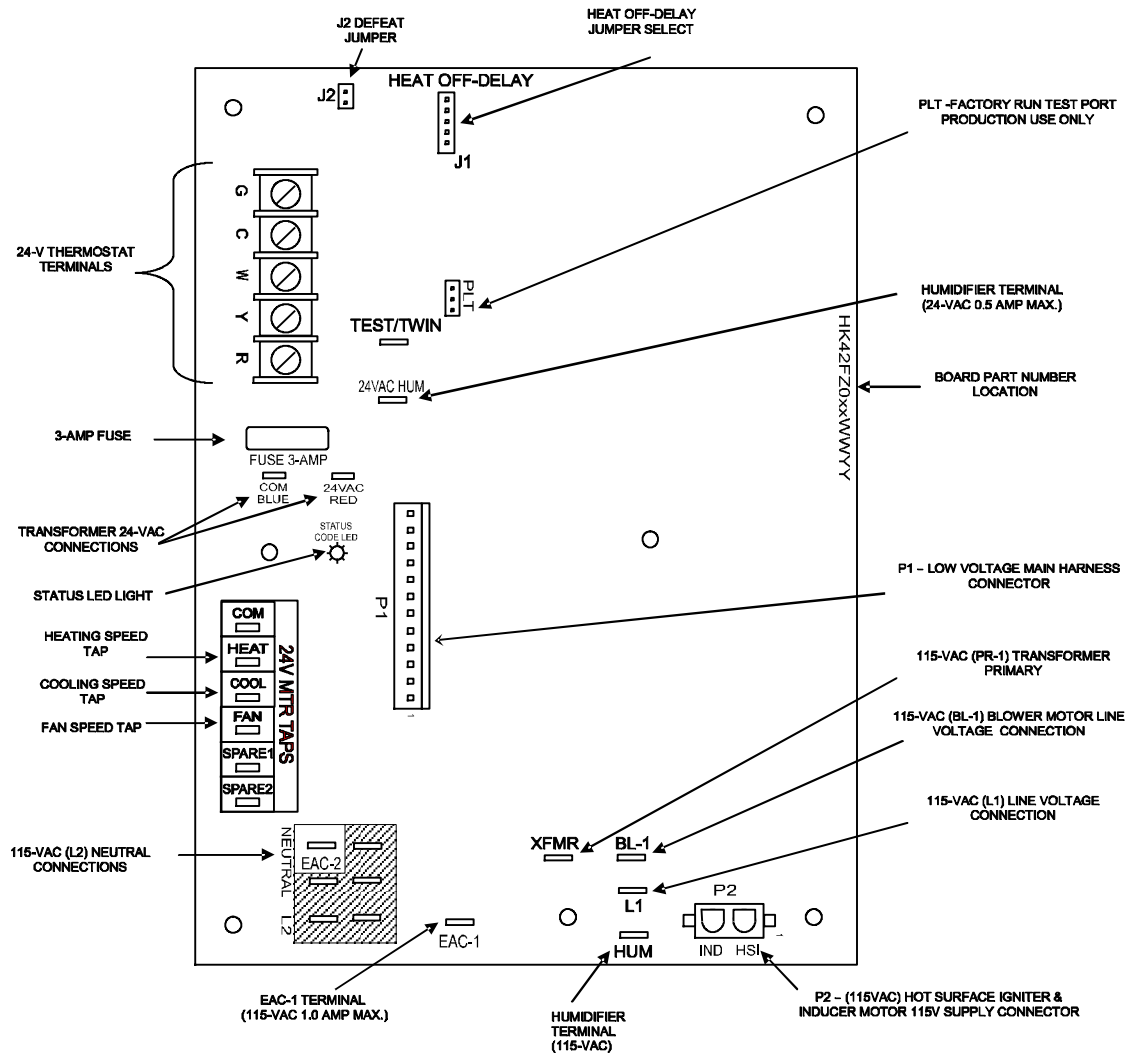 J2 DEFEAT
JUMPER
HEAT OFF-DELAY
JUMPER SELECT
HEAT OFF-DELAY
J2
J1
PLT -FACTORY RUN TEST PORT
PRODUCTION USE ONLY
24-V THERMOSTAT
TERMINALS
G
C
W
Y
R
PLT
TEST/TWIN
24VAC HUM
HUMIDIFIER TERMINAL
(24-VAC 0.5 AMP MAX.)
HK42FZ0xxWWYY
BOARD PART NUMBER
LOCATION
3-AMP FUSE
FUSE 3-AMP
COM
BLUE
24VAC
RED
TRANSFORMER 24-VAC
CONNECTIONS
STATUS
CODE LED
STATUS LED LIGHT
P1
1
P1 – LOW VOLTAGE MAIN HARNESS
CONNECTOR
HEATING SPEED
TAP
COOLING SPEED
TAP
FAN SPEED TAP
COM
HEAT
COOL
FAN
SPARE1
SPARE2
24V MTR TAPS
115-VAC (PR-1) TRANSFORMER
PRIMARY
115-VAC (BL-1) BLOWER MOTOR LINE
VOLTAGE CONNECTION
115-VAC (L1) LINE VOLTAGE
CONNECTION
115-VAC (L2) NEUTRAL
CONNECTIONS
NEUTRAL
L2
EAC-2
EAC-1
XFMR
BL-1
L1
HUM
P2
1
IND
HSI
EAC-1 TERMINAL
(115-VAC 1.0 AMP MAX.)
HUMIDIFIER
TERMINAL
(115-VAC)
P2 – (115VAC) HOT SURFACE IGNITER &
INDUCER MOTOR 115V SUPPLY CONNECTOR